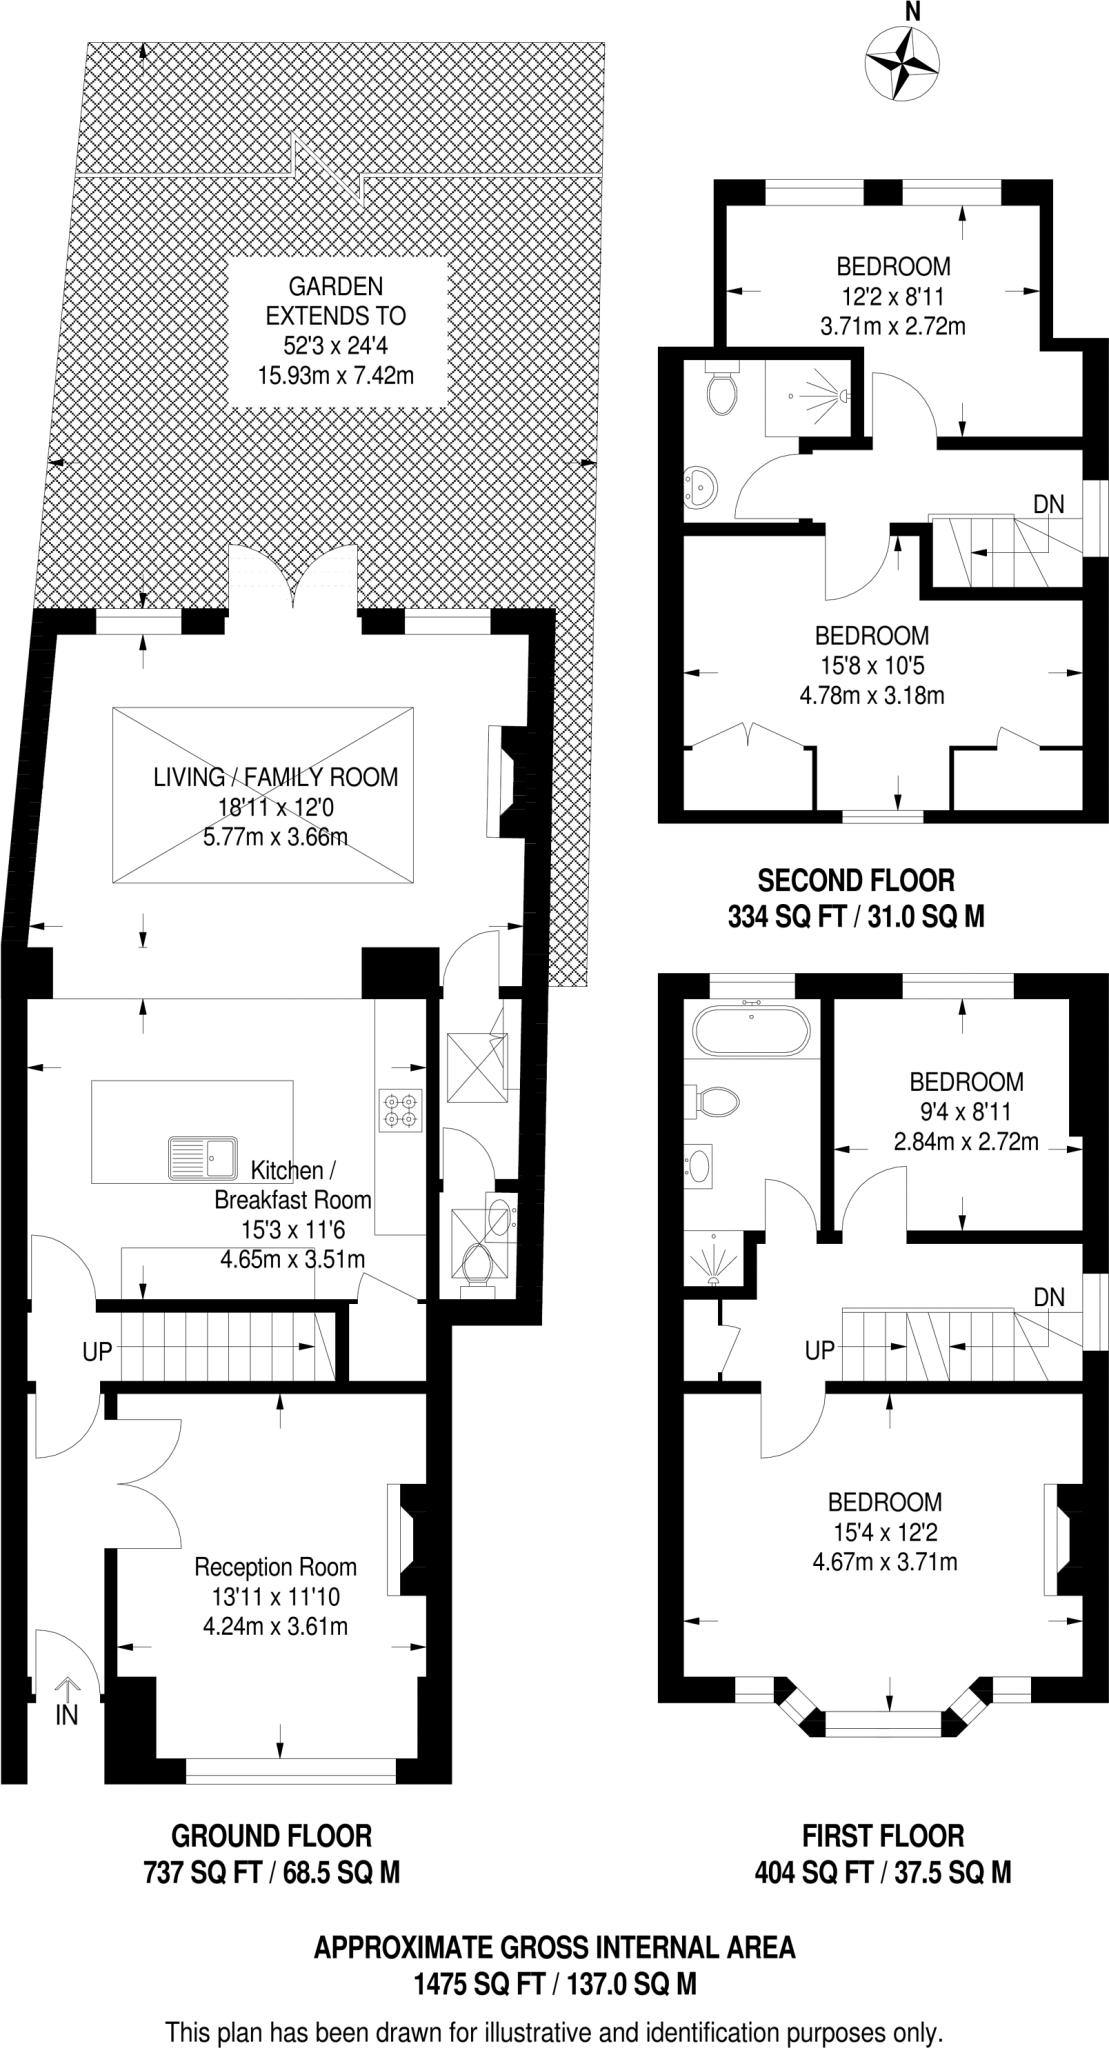 N
GARDEN
EXTENDS TO
52'3 x 24'4
15.93m x 7.42m
LIVING / FAMILY ROOM
18'11 x 12'0
5.77m x 3.66m
Kitchen /
Breakfast Room
15'3 x 11'6
4.65m x 3.51m
UP
Reception Room
13'11 x 11'10
4.24m x 3.61m
IN
GROUND FLOOR
737 SQ FT / 68.5 SQ M
BEDROOM
12'2 x 8'11
3.71m x 2.72m
DN
BEDROOM
15'8 x 10'5
4.78m x 3.18m
SECOND FLOOR
334 SQ FT / 31.0 SQ M
BEDROOM
9'4 x 8'11
2.84m x 2.72m
DN
UP
BEDROOM
15'4 x 12'2
4.67m x 3.71m
FIRST FLOOR
404 SQ FT / 37.5 SQ M
APPROXIMATE GROSS INTERNAL AREA
1475 SQ FT / 137.0 SQ M
This plan has been drawn for illustrative and identification purposes only.